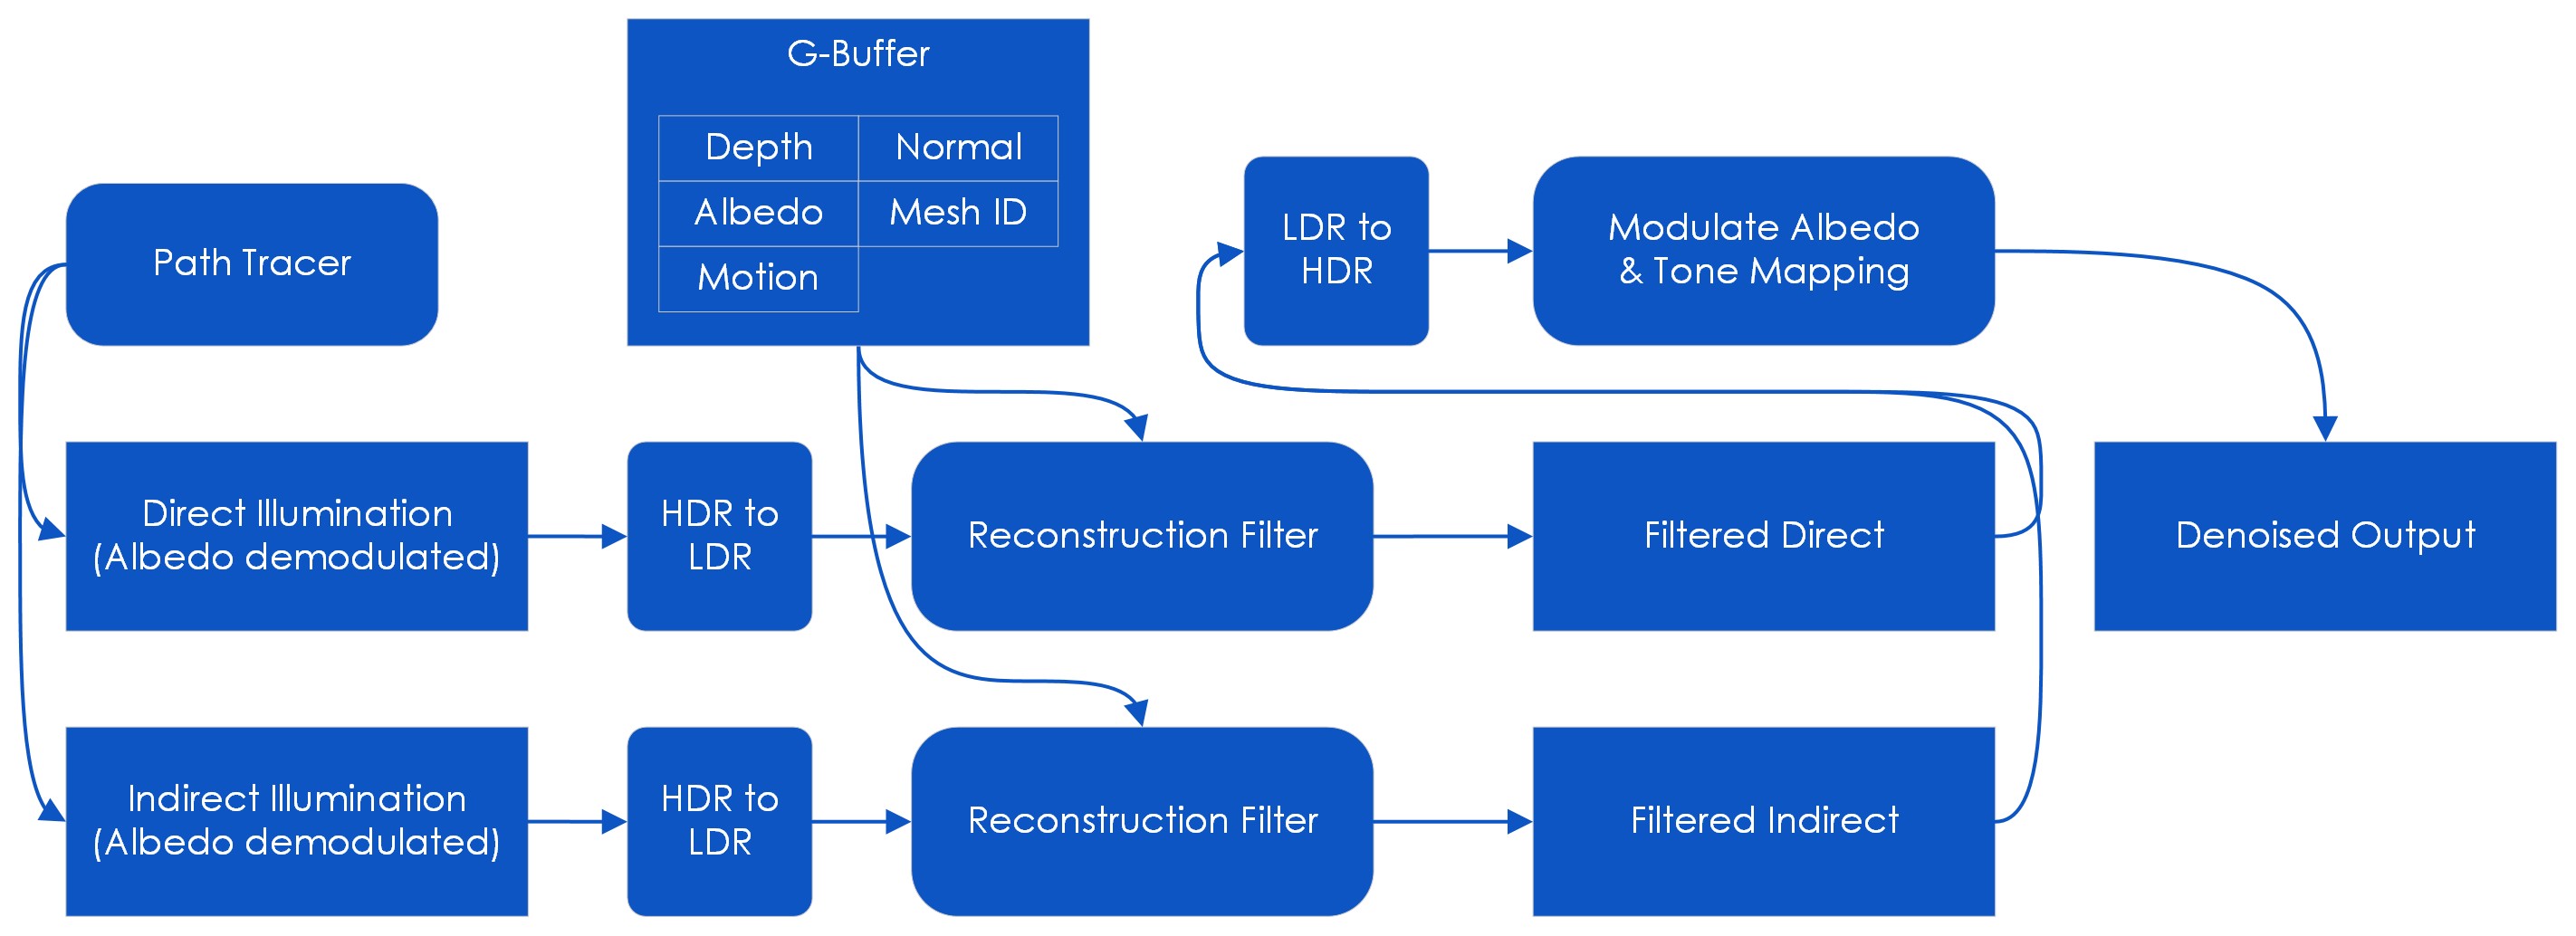 G-Buffer
Depth
Normal
Albedo
Mesh ID
Motion
Path Tracer
LDR to
HDR
Modulate Albedo
& Tone Mapping
Direct Illumination
(Albedo demodulated)
HDR to
LDR
Reconstruction Filter
Filtered Direct
Denoised Output
Indirect Illumination
(Albedo demodulated)
HDR to
LDR
Reconstruction Filter
Filtered Indirect